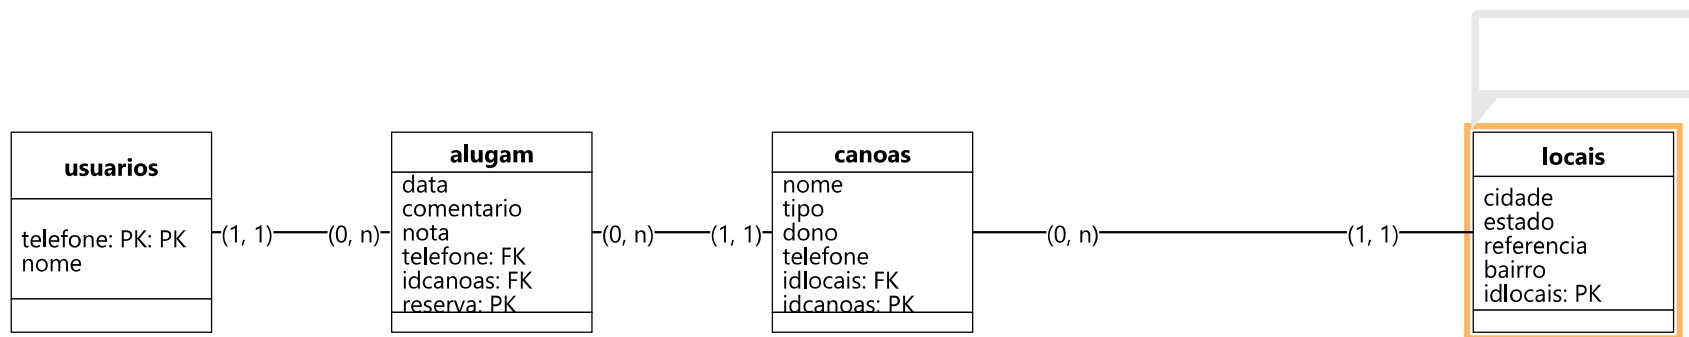 usuarios
telefone: PK: PK
nome
(1, 1)
(0, n)
alugam
data
comentario
nota
telefone: FK
idcanoas: FK
reserva: PK
(0, n)
(1, 1)
canoas
nome
tipo
dono
telefone
idlocais: FK
idcanoas: PK
(0, n)
(1, 1)
locais
cidade
estado
referencia
bairro
idlocais: PK